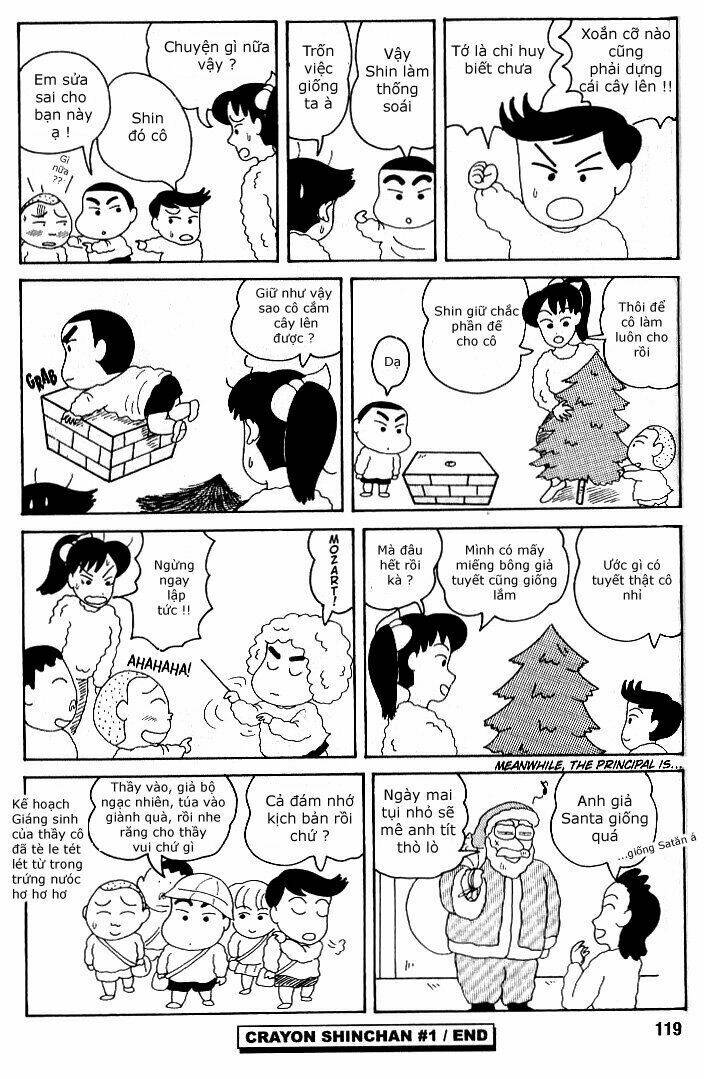 Xoắn cỡ nào
cũng
phải dựng
cái cây lên !!
Tớ là chỉ huy
biết chưa
Vậy
Shin làm
thống
soái
Trốn
việc
giống
ta à
Chuyện gì nữa
vậy ?
Shin
đó cô
Em sửa
sai cho
bạn này
ạ !
Gì
nữa
??
Thôi để
cô làm
luôn cho
rồi
Shin giữ chắc
phần đế
cho cô
Dạ
Giữ như vậy
sao cô cắm
cây lên
được ?
GRAB
Ước gì có
tuyết thật cô
nhỉ
Mình có mấy
miếng bông giả
tuyết cũng giống
lắm
Mà đâu
hết rồi
kà ?
MOZART!
Ngừng
ngay
lập
tức !!
AHAHAHA!
MEANWHILE, THE PRINCIPAL IS...
Anh giả
Santa giống
quá
...giống Satăn á
Ngày mai
tụi nhỏ sẽ
mê anh tít
thò lò
Cả đám nhớ
kịch bản rồi
chứ ?
Thầy vào, giả bộ
ngạc nhiên, túa vào
giành quà, rồi nhe
răng cho thầy
vui chứ gì
Kế hoạch
Giáng sinh
của thầy cô
đã tè le tét
lét từ trong
trứng nước
hơ hơ hơ
CRAYON SHINCHAN #1 / END
119